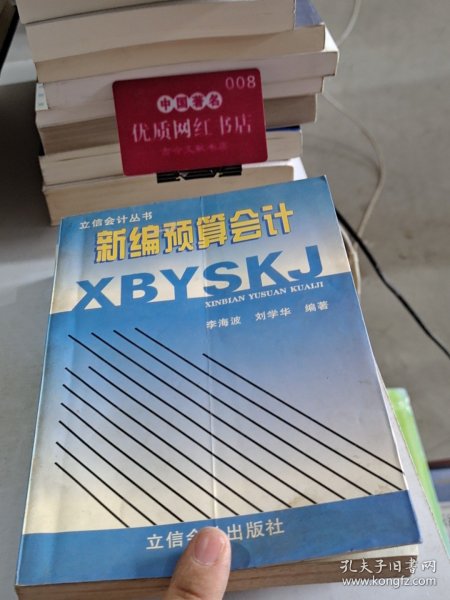 008
中国著名
优质网红书店
立信会计丛书
新编预算会计
XBYSKJ
XINBIAN YUSUAN KUAIJI
李海波 刘学华 编著
立信会 出版社
孔夫子旧书网
www.kongfz.com